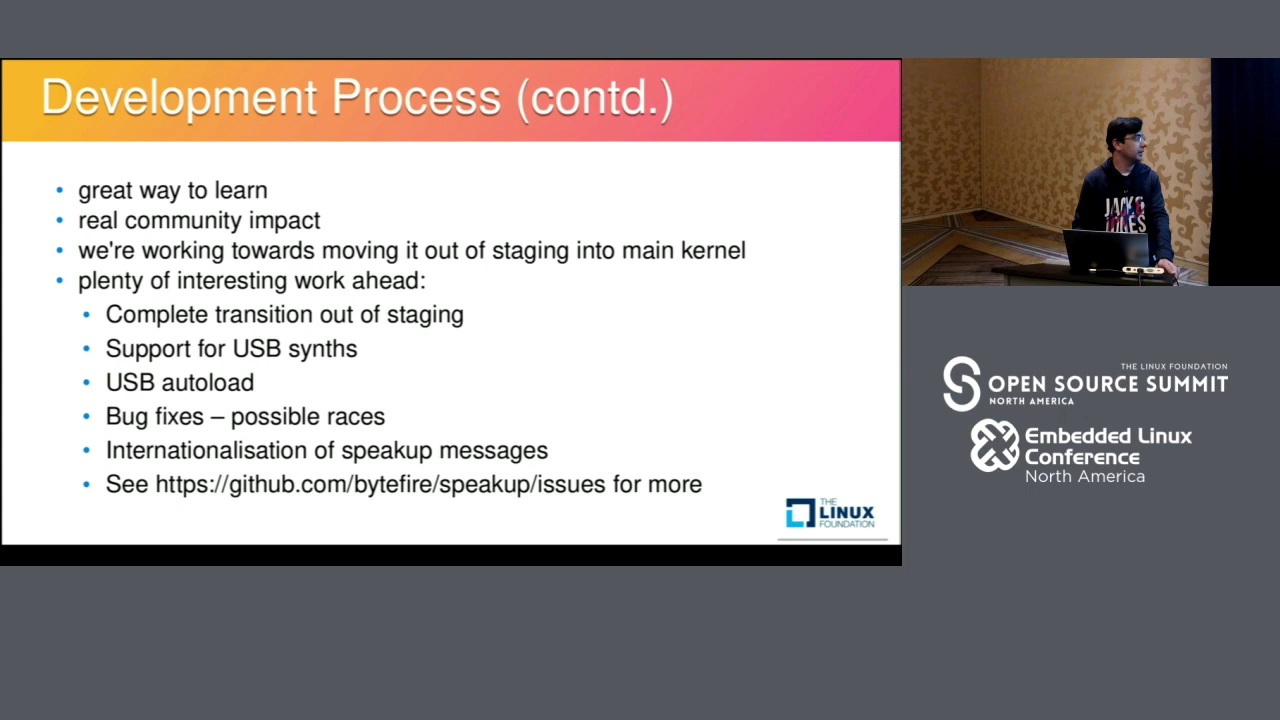 Development Process (contd.)
• great way to learn
• real community impact
• we're working towards moving it out of staging into main kernel
• plenty of interesting work ahead:
• Complete transition out of staging
• Support for USB synths
• USB autoload
• Bug fixes – possible races
• Internationalisation of speakup messages
• See https://github.com/bytefire/speakup/issues for more
THE
LINUX
FOUNDATION
JACK&
JONES
THE LINUX FOUNDATION
OPEN SOURCE SUMMIT
NORTH AMERICA
Embedded Linux
Conference
North America